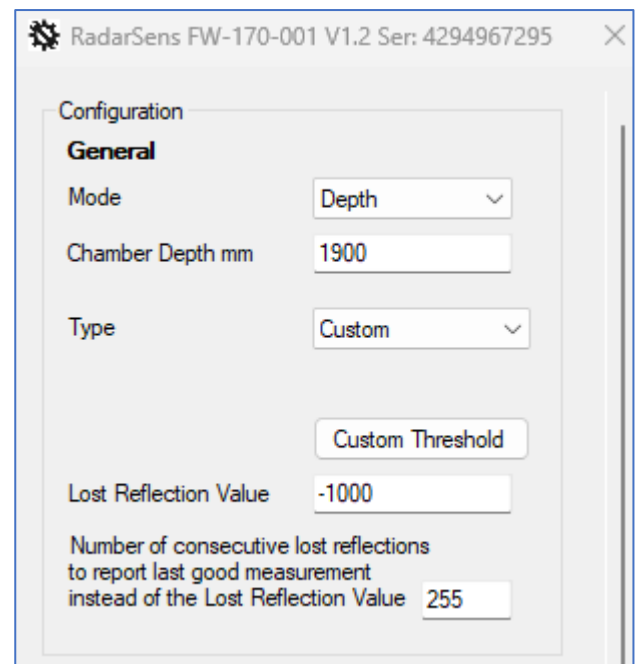 RadarSens FW-170-001 V1.2 Ser: 4294967295
Configuration
General
Mode Depth
Chamber Depth mm 1900
Type Custom
Custom Threshold
Lost Reflection Value -1000
Number of consecutive lost reflections
to report last good measurement
instead of the Lost Reflection Value 255